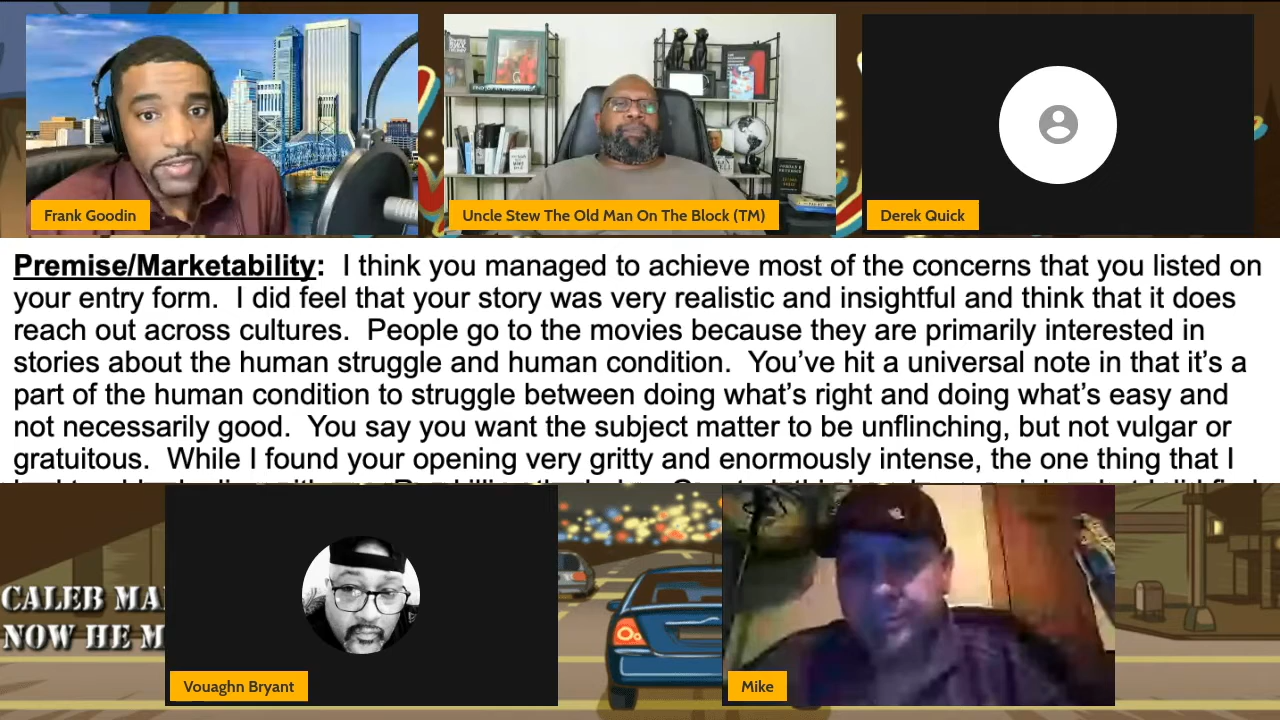 Frank Goodin
Uncle Stew The Old Man On The Block (TM)
Derek Quick
Premise/Marketability: I think you managed to achieve most of the concerns that you listed on
your entry form. I did feel that your story was very realistic and insightful and think that it does
reach out across cultures. People go to the movies because they are primarily interested in
stories about the human struggle and human condition. You’ve hit a universal note in that it’s a
part of the human condition to struggle between doing what’s right and doing what’s easy and
not necessarily good. You say you want the subject matter to be unflinching, but not vulgar or
gratuitous. While I found your opening very gritty and enormously intense, the one thing that I
CALEB MA
NOW HE M
Vouaghn Bryant
Mike